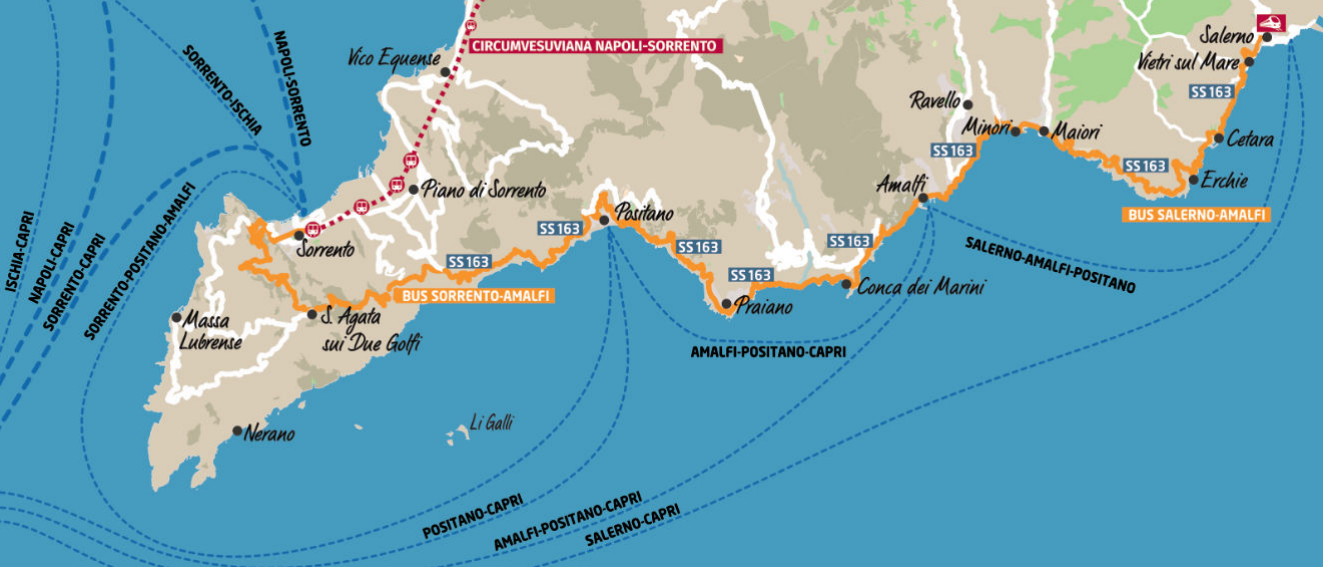 Salerno
Vietri sul Mare
SS163
Cetara
Erchie
SS163
BUS SALERNO-AMALFI
Maiori
Minori
Ravello
SS163
Amalfi
SALERNO-AMALFI-POSITANO
SS163
Conca dei Marini
SS163
Praiano
AMALFI-POSITANO-CAPRI
SS163
Positano
SS163
SS163
BUS SORRENTO-AMALFI
CIRCUMVESUVIANA NAPOLI-SORRENTO
Vico Equense
Piano di Sorrento
Sorrento
S. Agata
sui Due Golfi
Massa
Lubrense
Nerano
Li Galli
NAPOLI-SORRENTO
SORRENTO-ISCHIA
SORRENTO-POSITANO-AMALFI
SORRENTO-CAPRI
NAPOLI-CAPRI
ISCHIA-CAPRI
POSITANO-CAPRI
AMALFI-POSITANO-CAPRI
SALERNO-CAPRI